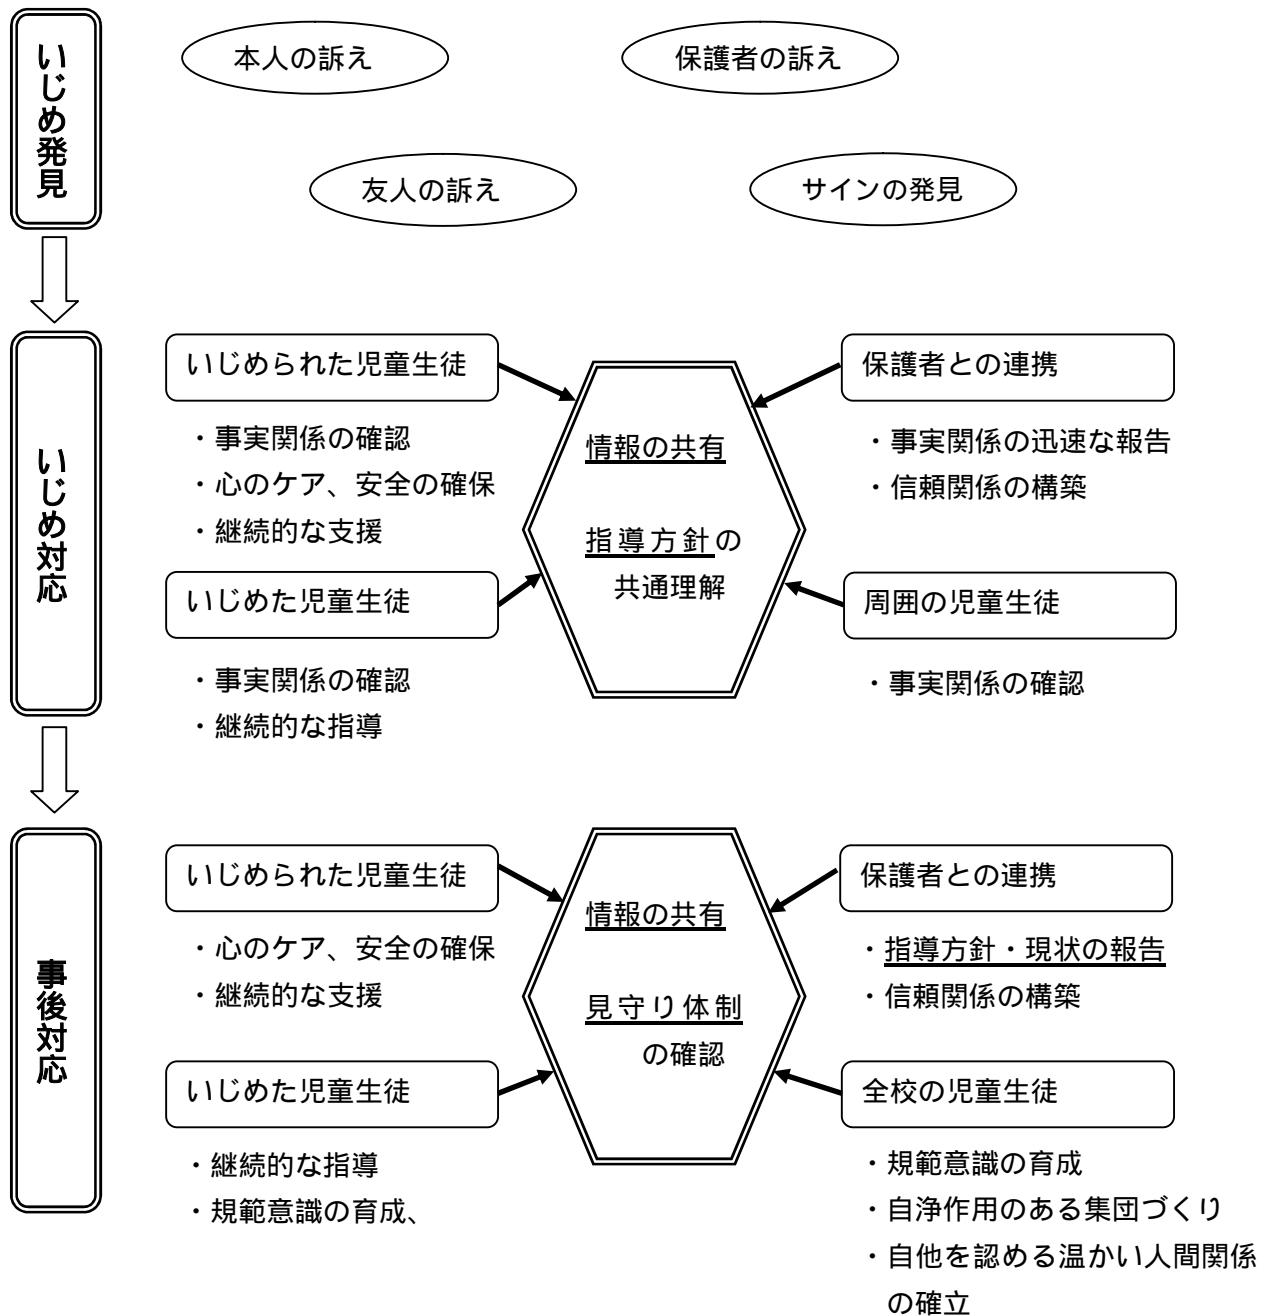 いじめ発見
本人の訴え
保護者の訴え
友人の訴え
サインの発見
いじめ対応
いじめられた児童生徒
・事実関係の確認
・心のケア、安全の確保
・継続的な支援
いじめた児童生徒
・事実関係の確認
・継続的な指導
情報の共有
指導方針の
共通理解
保護者との連携
・事実関係の迅速な報告
・信頼関係の構築
周囲の児童生徒
・事実関係の確認
事後対応
いじめられた児童生徒
・心のケア、安全の確保
・継続的な支援
いじめた児童生徒
・継続的な指導
・規範意識の育成、
情報の共有
見守り体制
の確認
保護者との連携
・指導方針・現状の報告
・信頼関係の構築
全校の児童生徒
・規範意識の育成
・自浄作用のある集団づくり
・自他を認める温かい人間関係
の確立